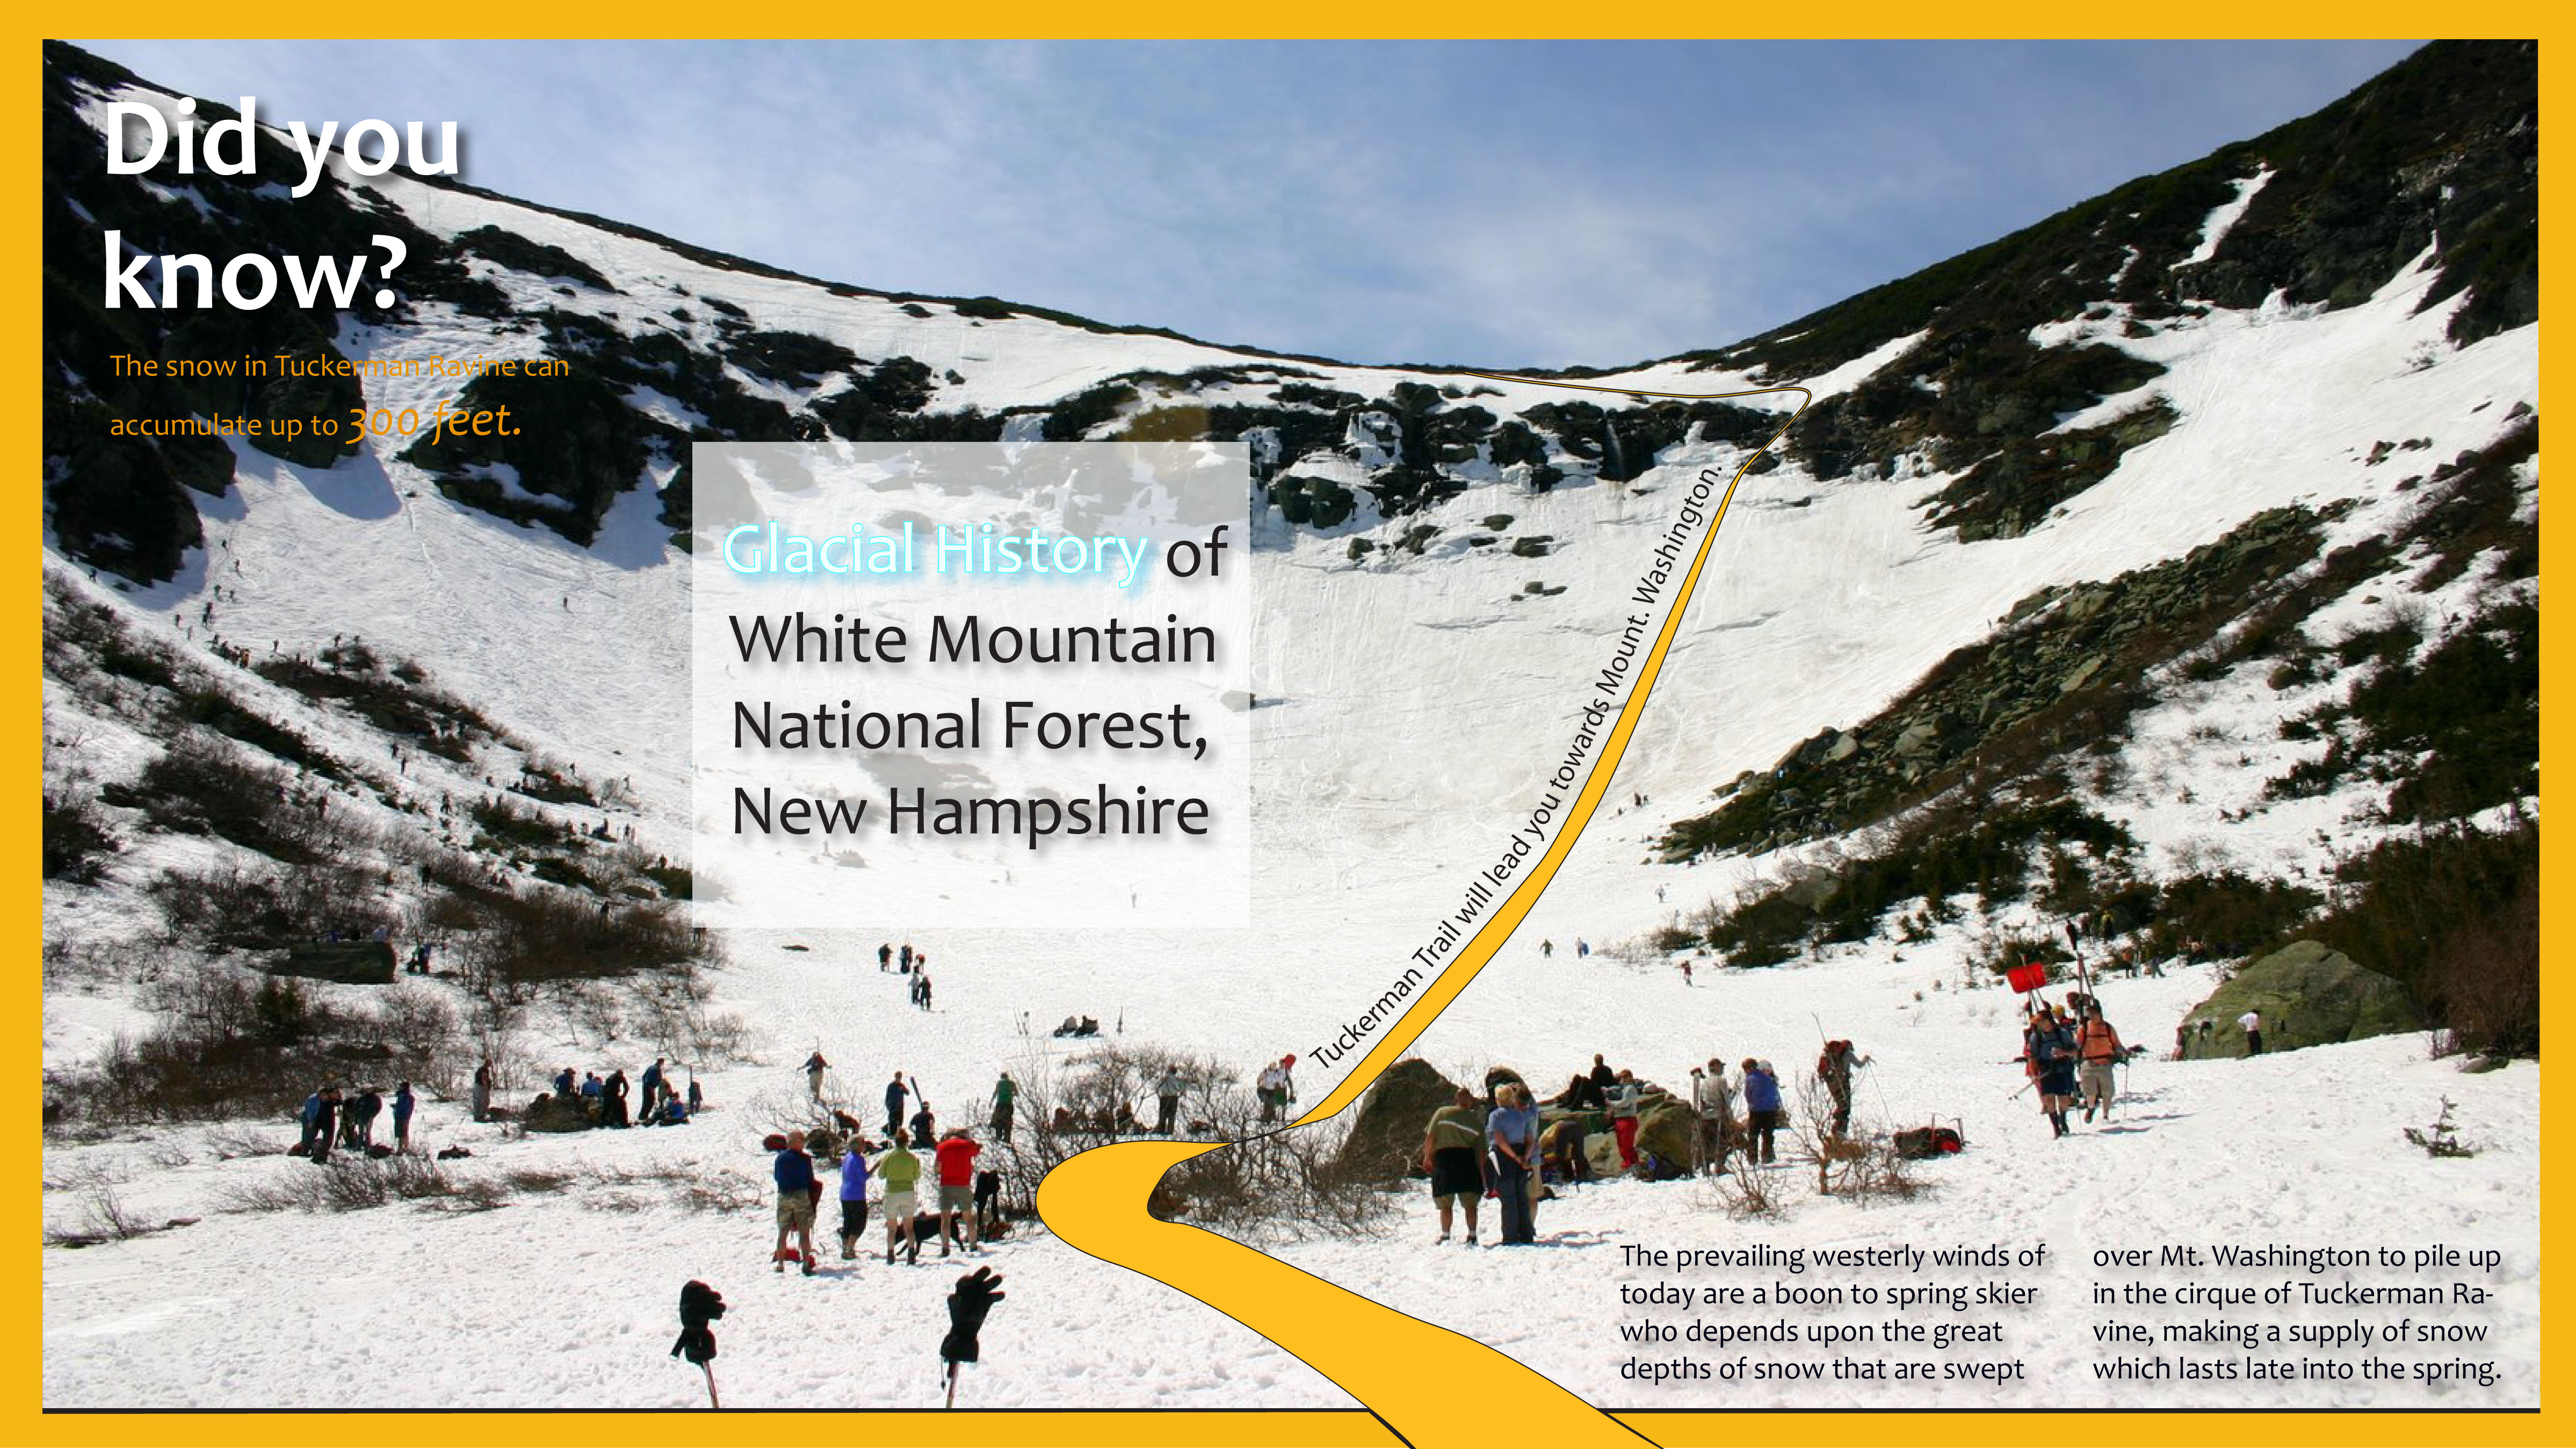 Did you
know?
The snow in Tuckerman Ravine can
accumulate up to 300 feet.
Glacial History of
White Mountain
National Forest,
New Hampshire
Tuckerman Trail will lead you towards Mount. Washington.
The prevailing westerly winds of
today are a boon to spring skier
who depends upon the great
depths of snow that are swept
over Mt. Washington to pile up
in the cirque of Tuckerman Ra-
vine, making a supply of snow
which lasts late into the spring.